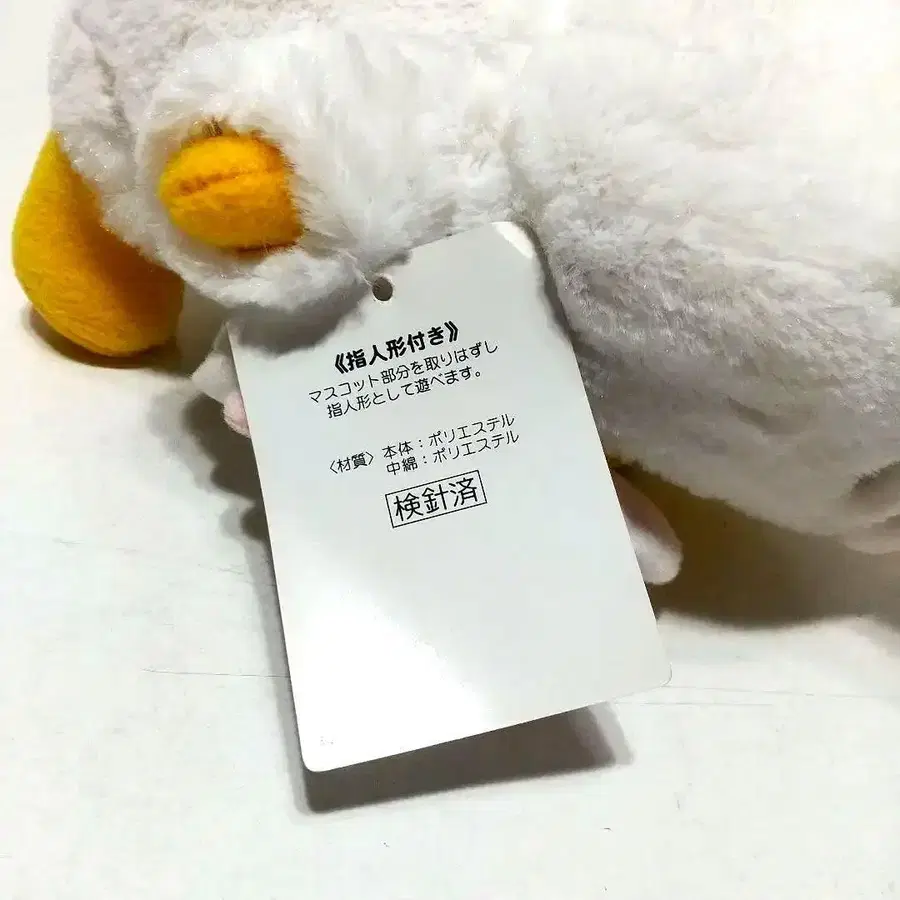 《指人形付き》
マスコット部分を取りはずし
指人形として遊べます。
〈材質〉本体：ポリエステル
中綿：ポリエステル
検針済